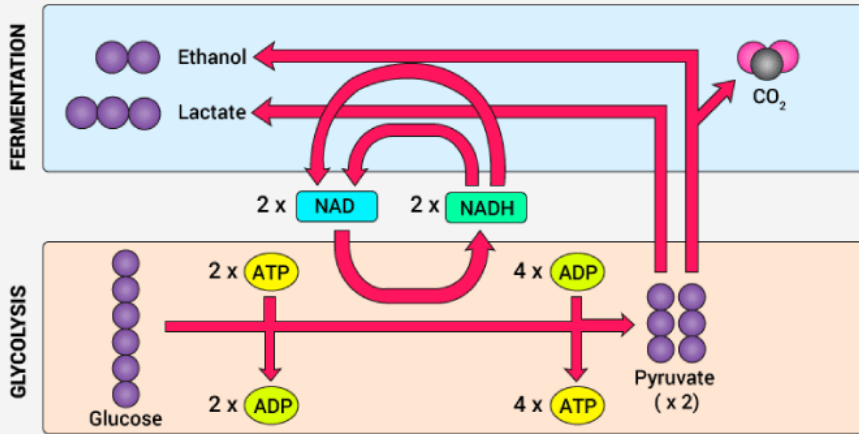 FERMENTATION
Ethanol
Lactate
CO₂
2 x NAD 2 x NADH
GLYCOLYSIS
2 x ATP 4 x ADP
Glucose
2 x ADP 4 x ATP
Pyruvate
( x 2)